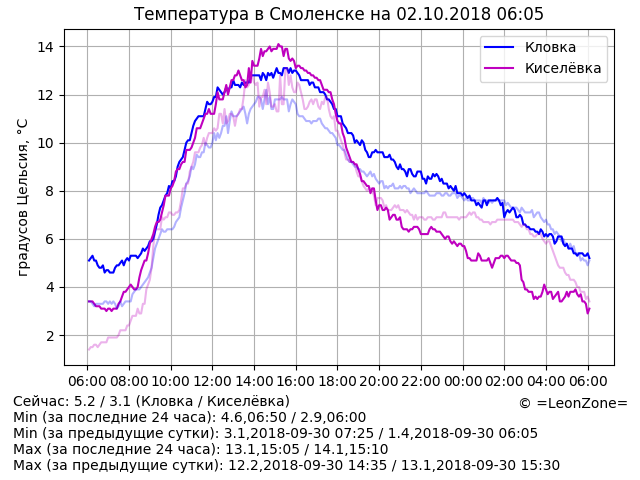 Температура в Смоленске на 02.10.2018 06:05
Кловка
Киселёвка
градусов Цельсия, °C
14
12
10
8
6
4
2
06:00 08:00 10:00 12:00 14:00 16:00 18:00 20:00 22:00 00:00 02:00 04:00 06:00
Сейчас: 5.2 / 3.1 (Кловка / Киселёвка)
© =LeonZone=
Min (за последние 24 часа): 4.6,06:50 / 2.9,06:00
Min (за предыдущие сутки): 3.1,2018-09-30 07:25 / 1.4,2018-09-30 06:05
Max (за последние 24 часа): 13.1,15:05 / 14.1,15:10
Max (за предыдущие сутки): 12.2,2018-09-30 14:35 / 13.1,2018-09-30 15:30